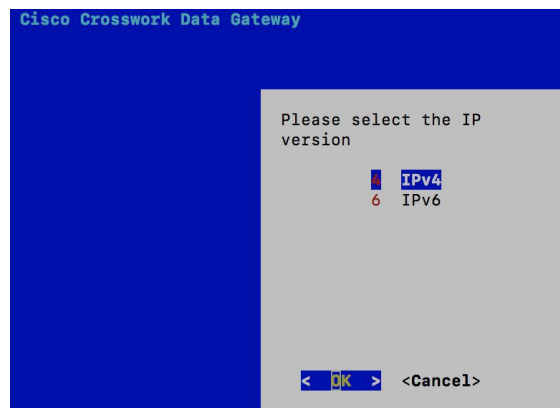 Cisco Crosswork Data Gateway
Please select the IP
version
4 IPv4
6 IPv6
< OK > <Cancel>